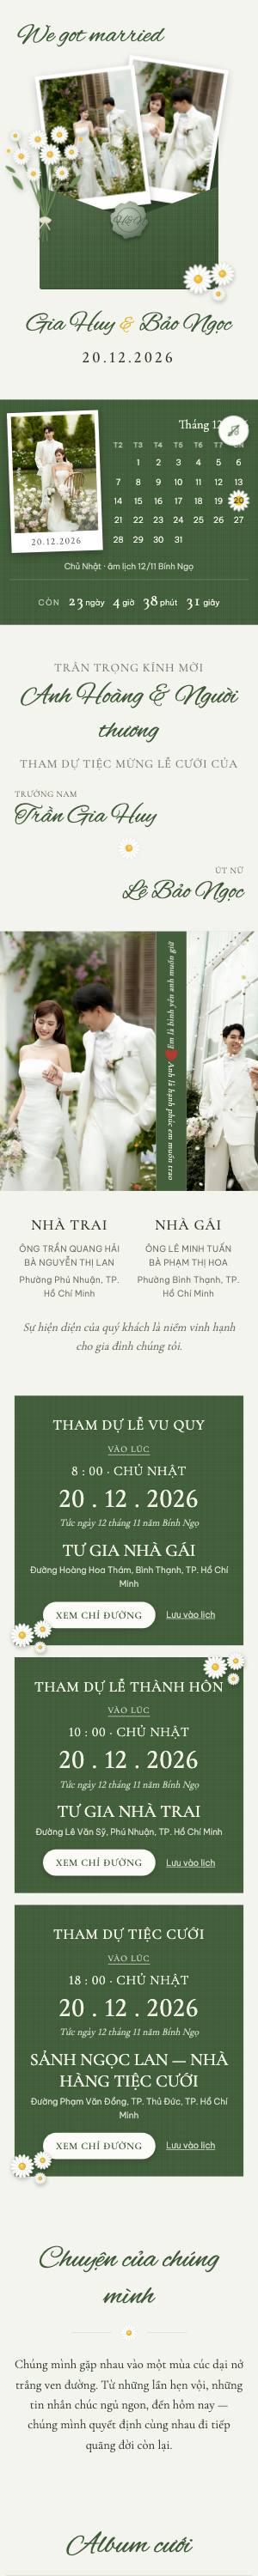 We got married
Gia Huy & Bảo Ngọc
20.12.2026
Tháng 12
T2 T3 T4 T5 T6 T7 CN
1 2 3 4 5 6
7 8 9 10 11 12 13
14 15 16 17 18 19 20
21 22 23 24 25 26 27
28 29 30 31
20.12.2026
Chủ Nhật · âm lịch 12/11 Bính Ngọ
CÒN 23 ngày 4 giờ 38 phút 31 giây
TRÂN TRỌNG KÍNH MỜI
Anh Hoàng & Người
thương
THAM DỰ TIỆC MỪNG LỄ CƯỚI CỦA
TRƯỞNG NAM
Trần Gia Huy
ÚT NỮ
Lê Bảo Ngọc
Em là bình yên anh muốn giữ
Anh là hạnh phúc em muốn trao
NHÀ TRAI
ÔNG TRẦN QUANG HẢI
BÀ NGUYỄN THỊ LAN
Phường Phú Nhuận, TP.
Hồ Chí Minh
NHÀ GÁI
ÔNG LÊ MINH TUẤN
BÀ PHẠM THỊ HOA
Phường Bình Thạnh, TP.
Hồ Chí Minh
Sự hiện diện của quý khách là niềm vinh hạnh
cho gia đình chúng tôi.
THAM DỰ LỄ VU QUY
VÀO LÚC
8 : 00 · CHỦ NHẬT
20 . 12 . 2026
Tức ngày 12 tháng 11 năm Bính Ngọ
TƯ GIA NHÀ GÁI
Đường Hoàng Hoa Thám, Bình Thạnh, TP. Hồ Chí
Minh
XEM CHỈ ĐƯỜNG Lưu vào lịch
THAM DỰ LỄ THÀNH HÔN
VÀO LÚC
10 : 00 · CHỦ NHẬT
20 . 12 . 2026
Tức ngày 12 tháng 11 năm Bính Ngọ
TƯ GIA NHÀ TRAI
Đường Lê Văn Sỹ, Phú Nhuận, TP. Hồ Chí Minh
XEM CHỈ ĐƯỜNG Lưu vào lịch
THAM DỰ TIỆC CƯỚI
VÀO LÚC
18 : 00 · CHỦ NHẬT
20 . 12 . 2026
Tức ngày 12 tháng 11 năm Bính Ngọ
SẢNH NGỌC LAN — NHÀ
HÀNG TIỆC CƯỚI
Đường Phạm Văn Đồng, TP. Thủ Đức, TP. Hồ Chí
Minh
XEM CHỈ ĐƯỜNG Lưu vào lịch
Chuyện của chúng
mình
Chúng mình gặp nhau vào một mùa cúc dại nở
trắng ven đường. Từ những lần hẹn vội, những
tin nhắn chúc ngủ ngon, đến hôm nay —
chúng mình quyết định cùng nhau đi tiếp
quãng đời còn lại.
Album cưới